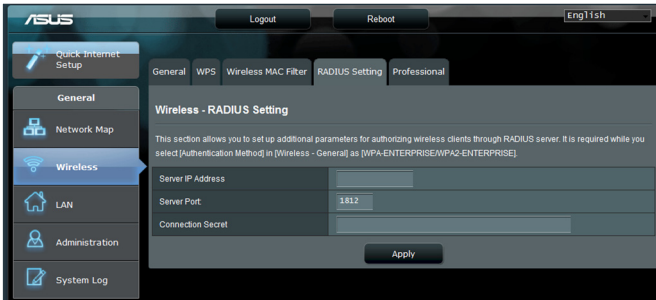 ASUS
Logout
Reboot
English
Quick Internet
Setup
General
Network Map
Wireless
LAN
Administration
System Log
General
WPS
Wireless MAC Filter
RADIUS Setting
Professional
Wireless - RADIUS Setting
This section allows you to set up additional parameters for authorizing wireless clients through RADIUS server. It is required while you
select [Authentication Method] in [Wireless - General] as [WPA-ENTERPRISE/WPA2-ENTERPRISE].
Server IP Address
Server Port:
1812
Connection Secret
Apply